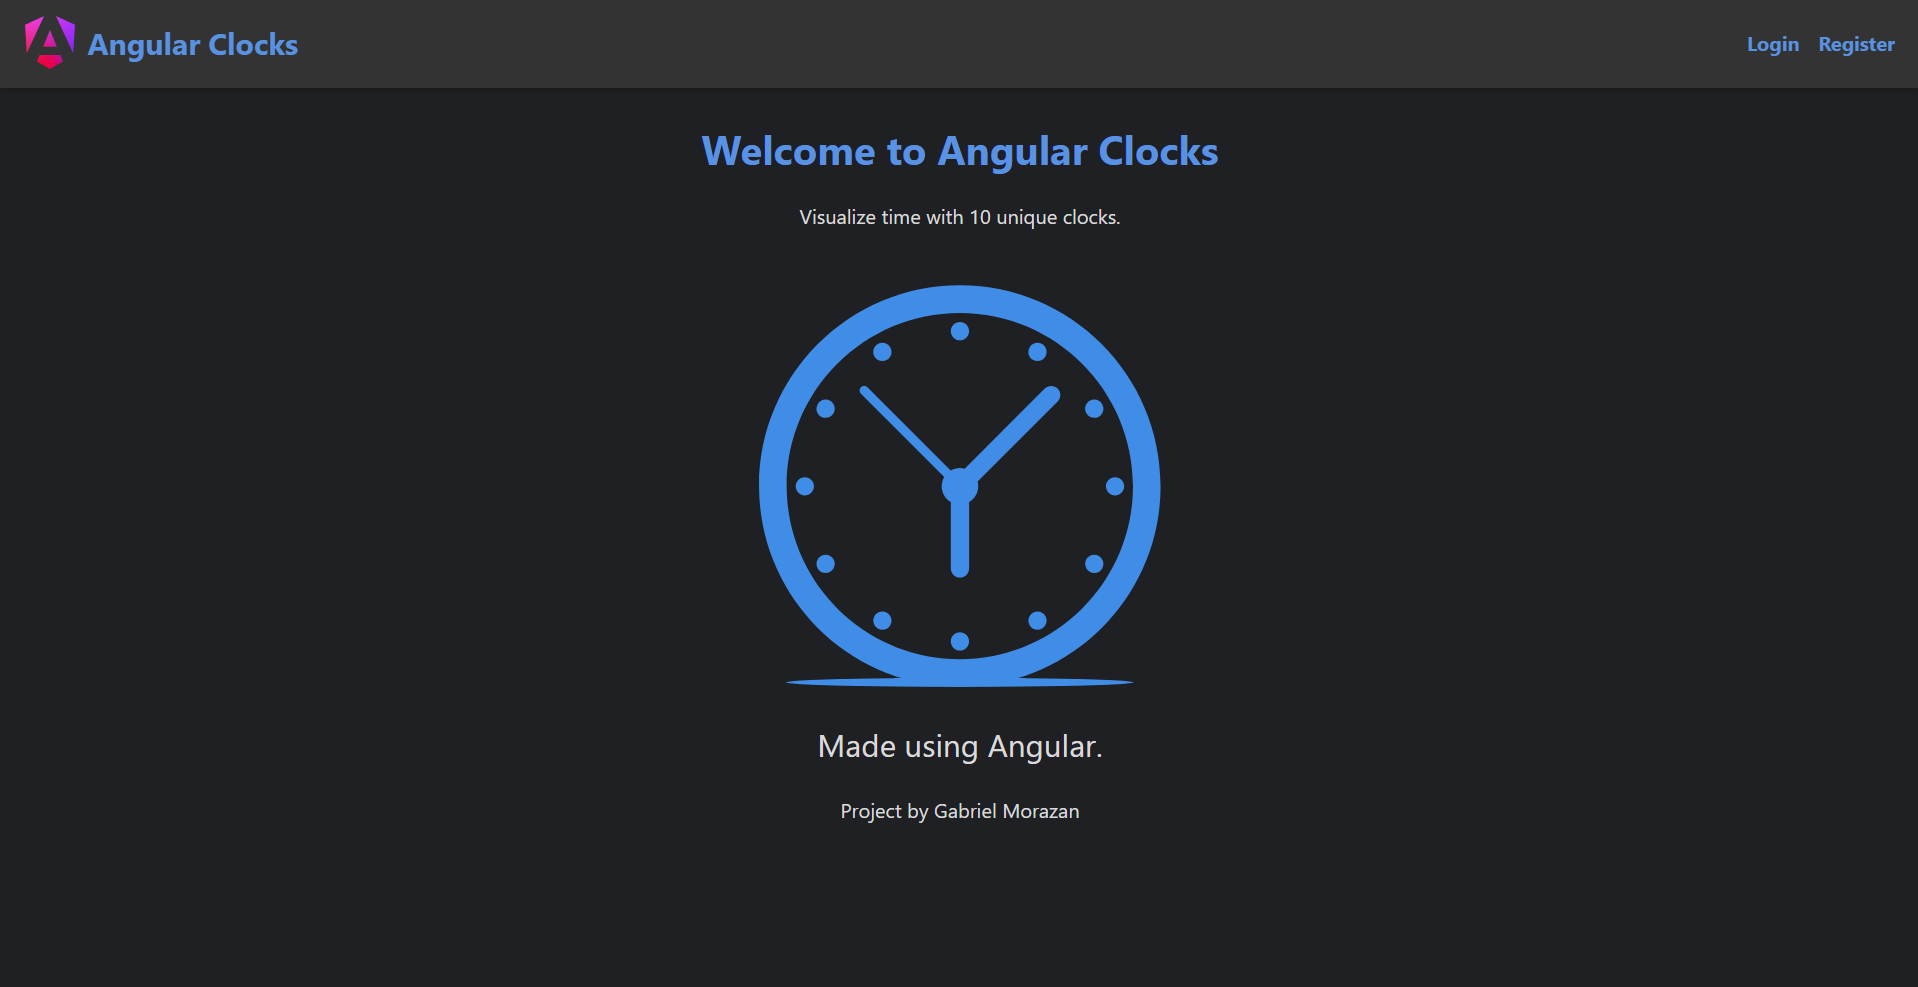 Angular Clocks
Login Register
Welcome to Angular Clocks
Visualize time with 10 unique clocks.
Made using Angular.
Project by Gabriel Morazan